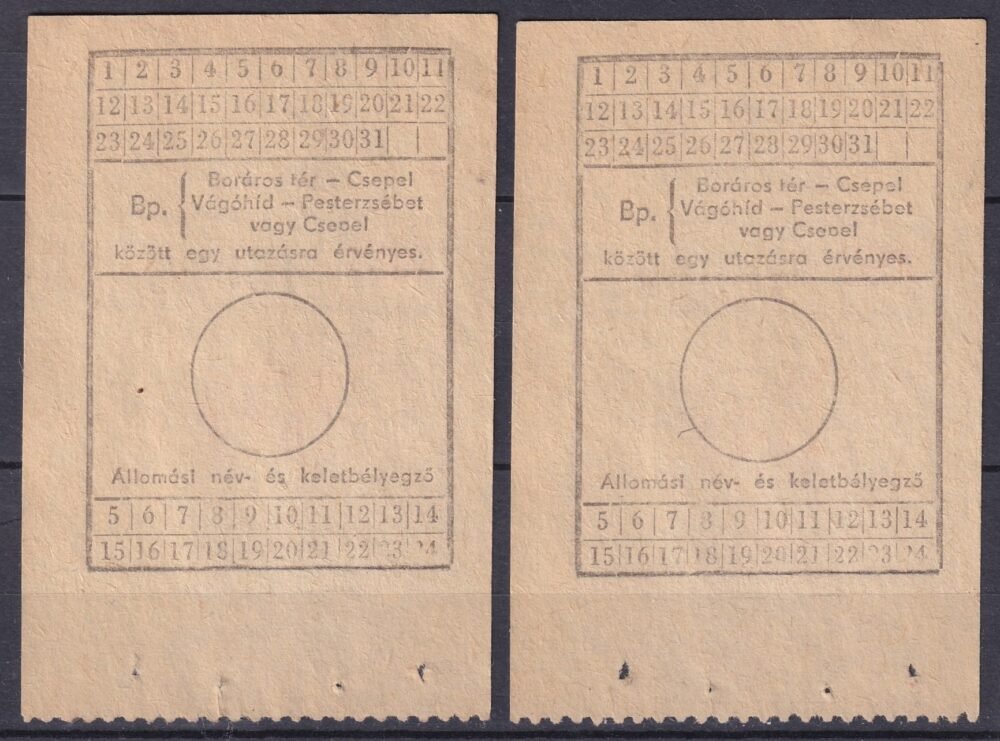 1 2 3 4 5 6 7 8 9 10 11
12 13 14 15 16 17 18 19 20 21 22
23 24 25 26 27 28 29 30 31
Boráros tér – Csepel
Bp. Vágóhíd – Pesterzsébet
vagy Csepel
között egy utazásra érvényes.
Állomási név- és keletbélyegző
5 6 7 8 9 10 11 12 13 14
15 16 17 18 19 20 21 22 23 24
1 2 3 4 5 6 7 8 9 10 11
12 13 14 15 16 17 18 19 20 21 22
23 24 25 26 27 28 29 30 31
Boráros tér – Csepel
Bp. Vágóhíd – Pesterzsébet
vagy Csepel
között egy utazásra érvényes.
Állomási név- és keletbélyegző
5 6 7 8 9 10 11 12 13 14
15 16 17 18 19 20 21 22 23 24